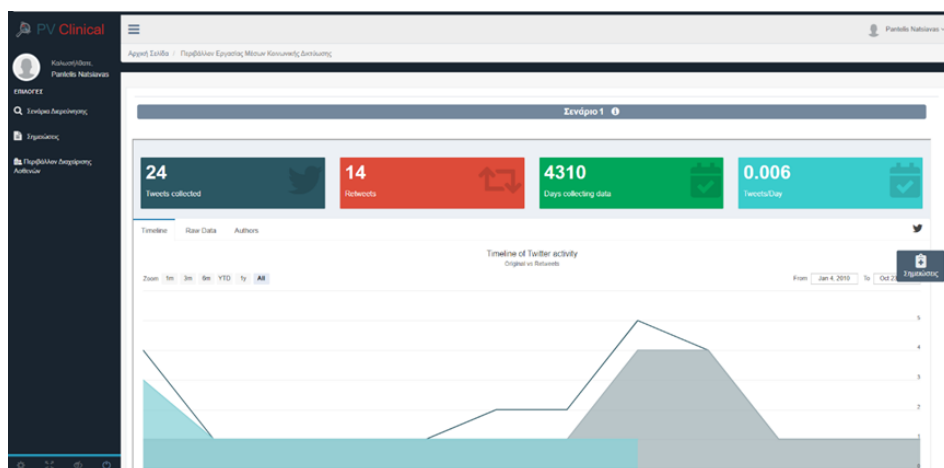 PV Clinical
Pantelis Natsiavas
Αρχική Σελίδα / Περιβάλλον Εργασίας Μέσων Κοινωνικής Δικτύωσης
Καλωσήλθατε,
Pantelis Natsiavas
ΕΠΙΛΟΓΕΣ
Σενάρια Διερεύνησης
Σημειώσεις
Περιβάλλον Διαχείρισης
Ασθενών
Σενάριο 1
24
Tweets collected
14
Retweets
4310
Days collecting data
0.006
Tweets/Day
Timeline Raw Data Authors
Timeline of Twitter activity
Original vs Retweets
Zoom 1m 3m 6m YTD 1y All
From Jan 4, 2010 To Oct 23
Σημειώσεις
5
4
3
2
1
0